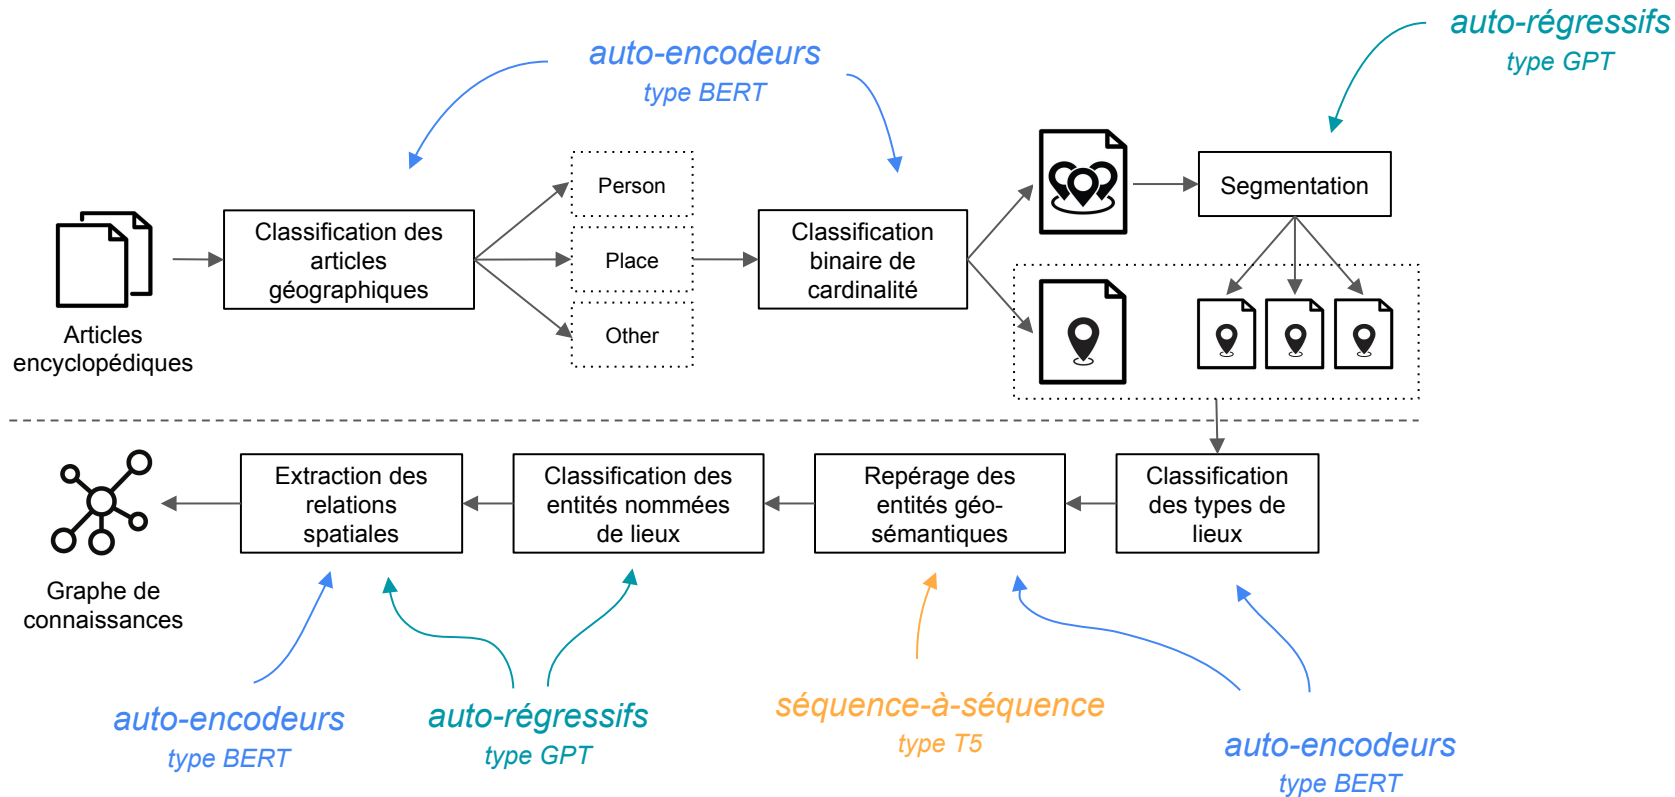 auto-encodeurs
type BERT
auto-régressifs
type GPT
Articles
encyclopédiques
Classification des
articles
géographiques
Person
Place
Other
Classification
binaire de
cardinalité
Segmentation
Graphe de
connaissances
Extraction des
relations
spatiales
Classification des
entités nommées
de lieux
Repérage des
entités géo-
sémantiques
Classification
des types de
lieux
auto-encodeurs
type BERT
auto-régressifs
type GPT
séquence-à-séquence
type T5
auto-encodeurs
type BERT